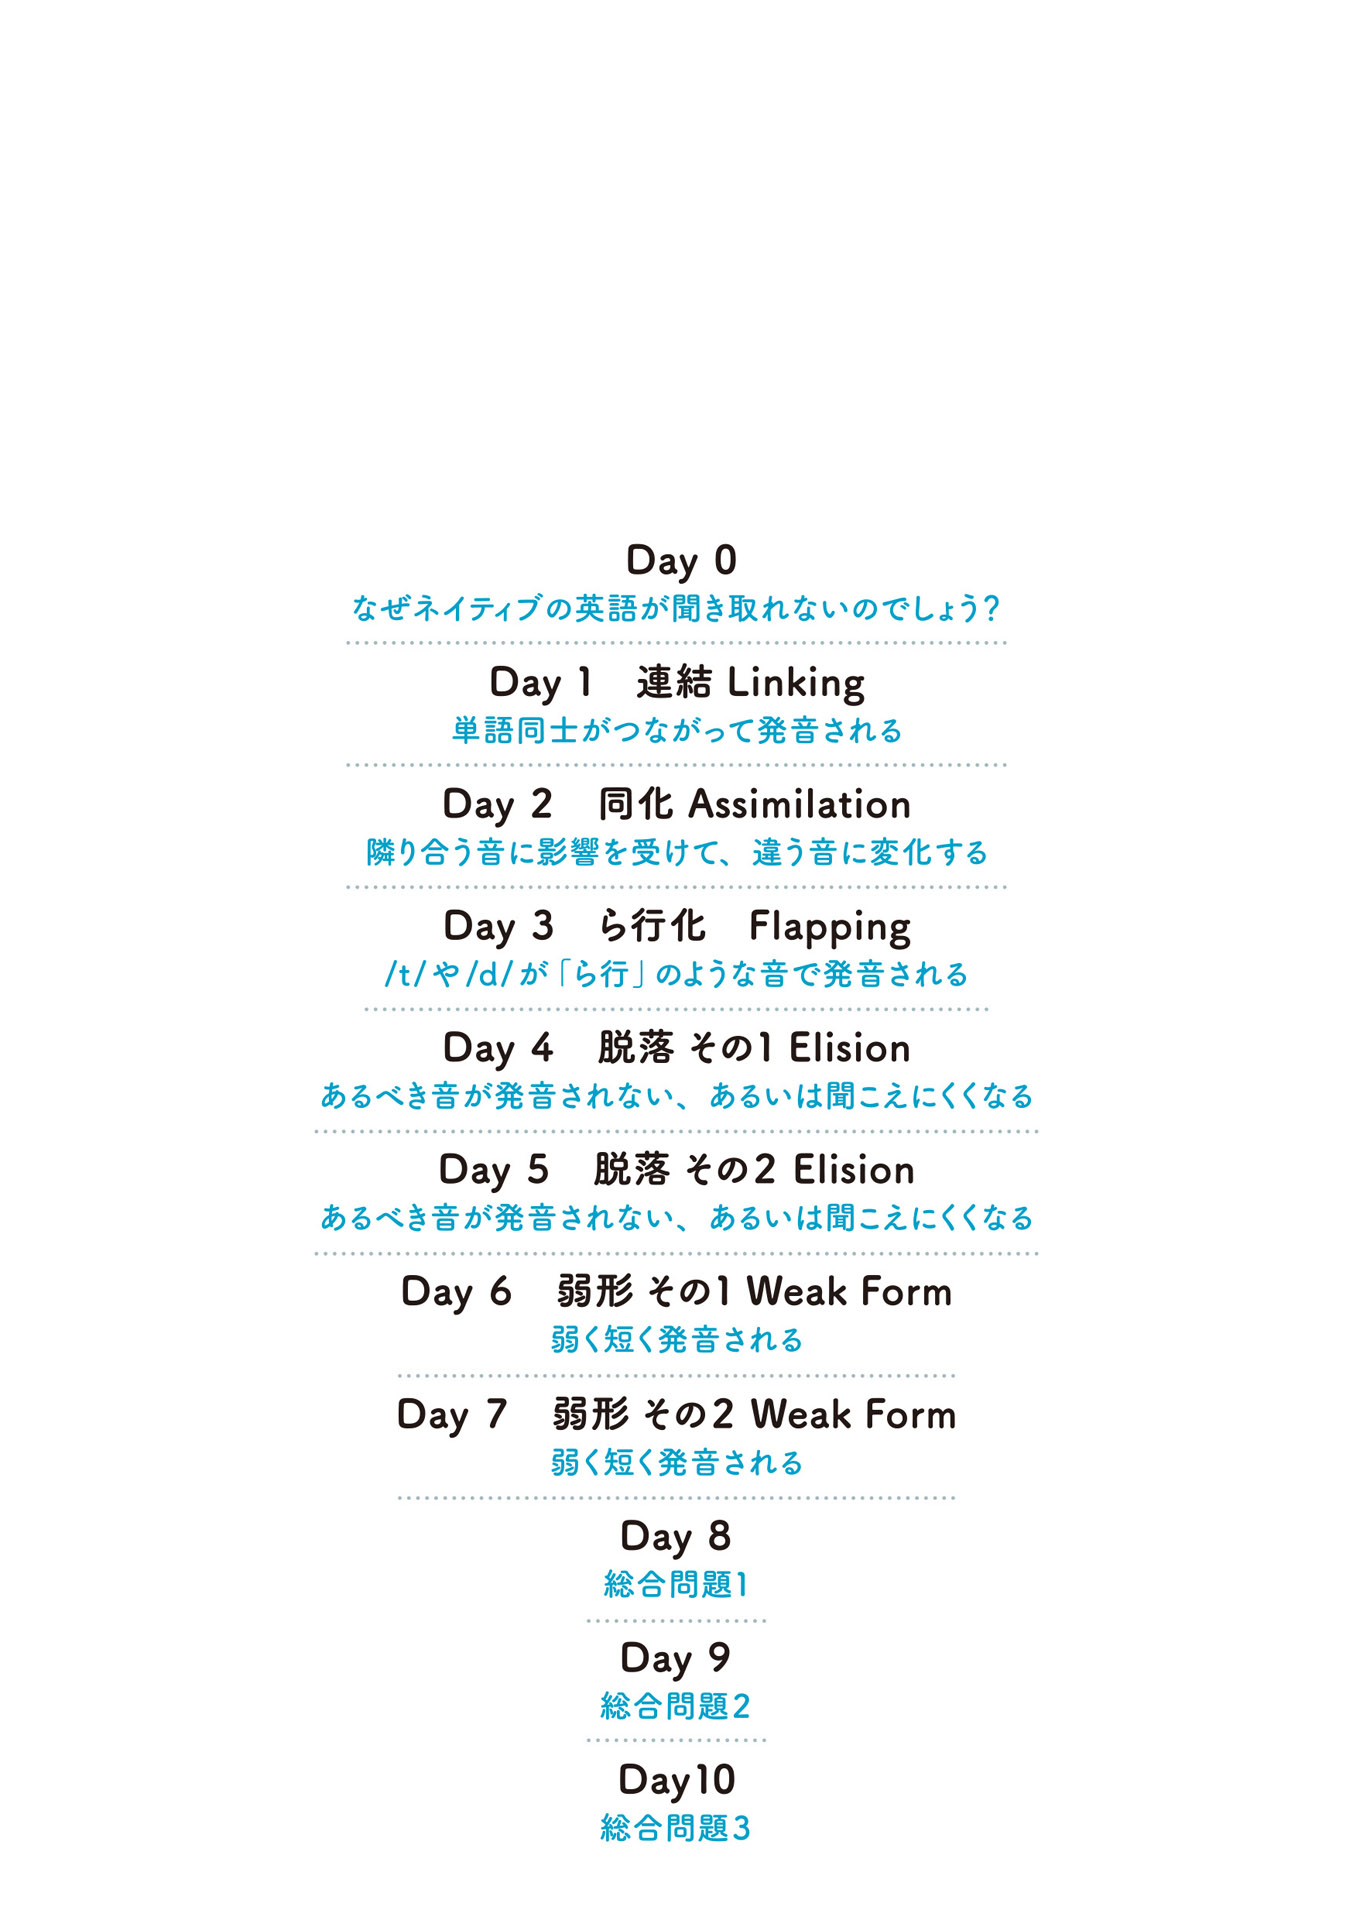 Day 0
なぜネイティブの英語が聞き取れないのでしょう?
Day 1　連結 Linking
単語同士がつながって発音される
Day 2　同化 Assimilation
隣り合う音に影響を受けて、違う音に変化する
Day 3　ら行化　Flapping
/t/や/d/が「ら行」のような音で発音される
Day 4　脱落 その1 Elision
あるべき音が発音されない、あるいは聞こえにくくなる
Day 5　脱落 その2 Elision
あるべき音が発音されない、あるいは聞こえにくくなる
Day 6　弱形 その1 Weak Form
弱く短く発音される
Day 7　弱形 その2 Weak Form
弱く短く発音される
Day 8
総合問題1
Day 9
総合問題2
Day10
総合問題3